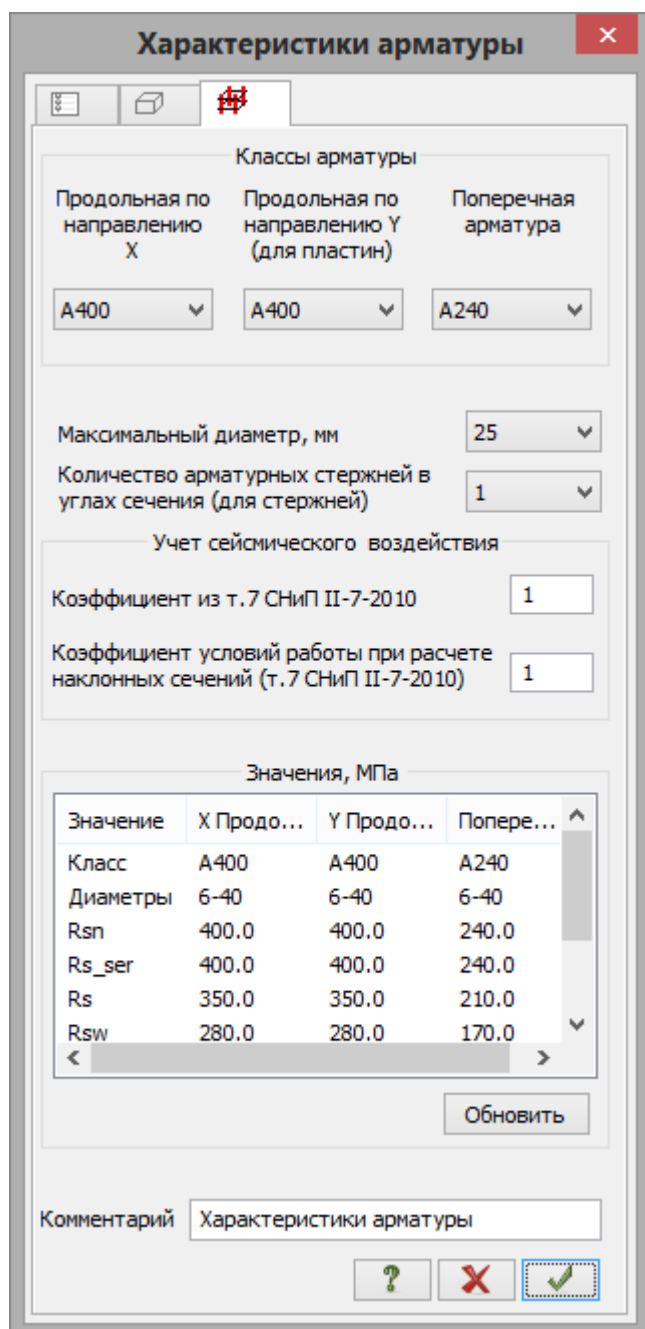 Характеристики арматуры
Классы арматуры
Продольная по направлению X
Продольная по направлению Y (для пластин)
Поперечная арматура
A400 A400 A240
Максимальный диаметр, мм 25
Количество арматурных стержней в
углах сечения (для стержней) 1
Учет сейсмического воздействия
Коэффициент из т.7 СНиП II-7-2010 1
Коэффициент условий работы при расчете
наклонных сечений (т.7 СНиП II-7-2010) 1
Значения, МПа
Значение X Продо... Y Продо... Попере...
Класс A400 A400 A240
Диаметры 6-40 6-40 6-40
Rsn 400.0 400.0 240.0
Rs_ser 400.0 400.0 240.0
Rs 350.0 350.0 210.0
Rsw 280.0 280.0 170.0
Обновить
Комментарий Характеристики арматуры